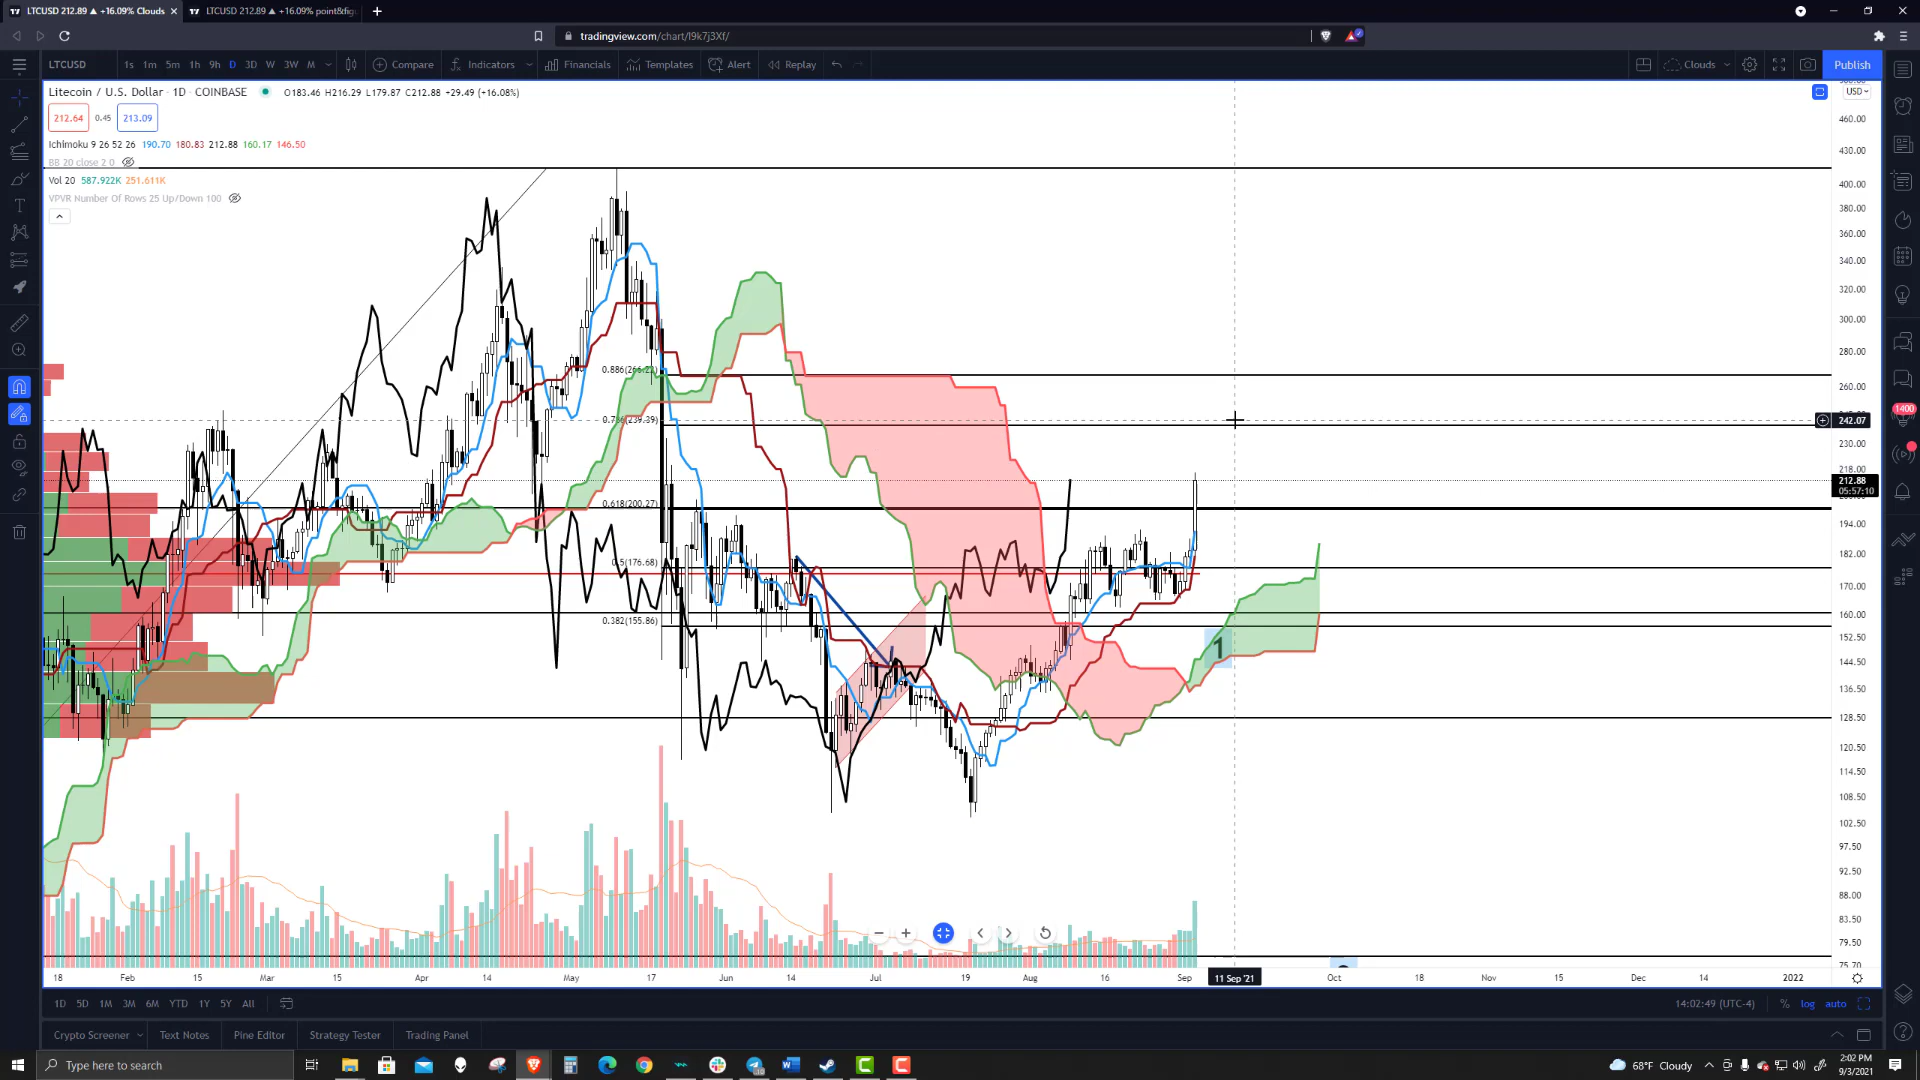 LTCUSD 212.89 ▲ +16.09% Clouds
LTCUSD 212.89 ▲ +16.09% point&fig
tradingview.com/chart/I9k7j3Xf/
LTCUSD 1s 1m 5m 1h 9h D 3D W 3W M Compare Indicators Financials Templates Alert Replay Clouds Publish
Litecoin / U.S. Dollar · 1D · COINBASE O183.46 H216.29 L179.87 C212.88 +29.49 (+16.08%)
USD
212.64 0.45 213.09
Ichimoku 9 26 52 26 190.70 180.83 212.88 160.17 146.50
BB 20 close 2 0
Vol 20 587.922K 251.611K
VPVR Number Of Rows 25 Up/Down 100
460.00
430.00
400.00
380.00
360.00
340.00
320.00
300.00
280.00
260.00
242.07
230.00
218.00
212.88
05:57:10
194.00
182.00
170.00
160.00
152.50
144.50
136.50
128.50
120.50
114.50
108.50
102.50
97.50
92.50
88.00
83.50
79.50
75.70
0.886(266.22)
0.786(239.39)
0.618(200.27)
0.5(176.68)
0.382(155.86)
1
1400
18 Feb 15 Mar 15 Apr 14 May 17 Jun 14 Jul 19 Aug 16 Sep 11 Sep '21 Oct 18 Nov 15 Dec 14 2022
1D 5D 1M 3M 6M YTD 1Y 5Y All
14:02:49 (UTC-4) % log auto
Crypto Screener Text Notes Pine Editor Strategy Tester Trading Panel
Type here to search
68°F Cloudy
2:02 PM
9/3/2021